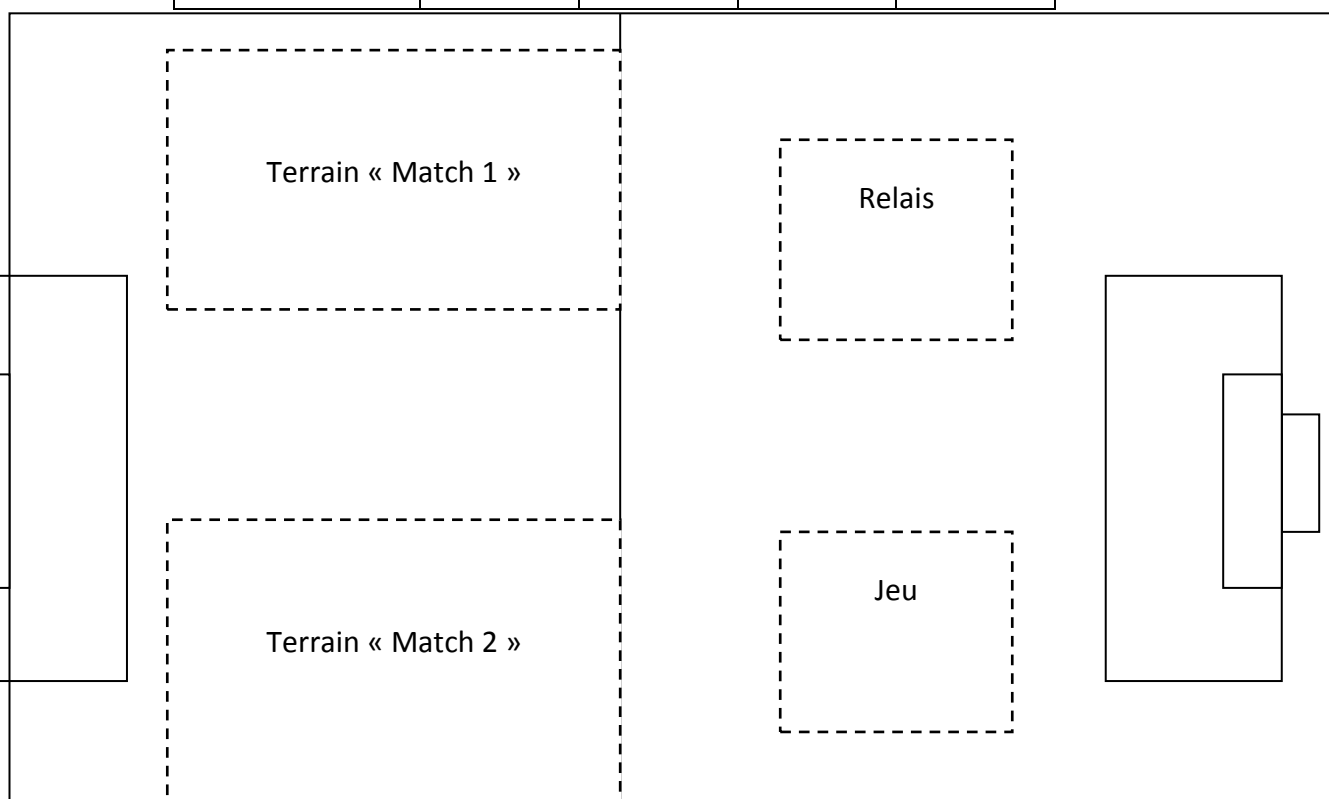 Terrain « Match 1 »
Relais
Jeu
Terrain « Match 2 »